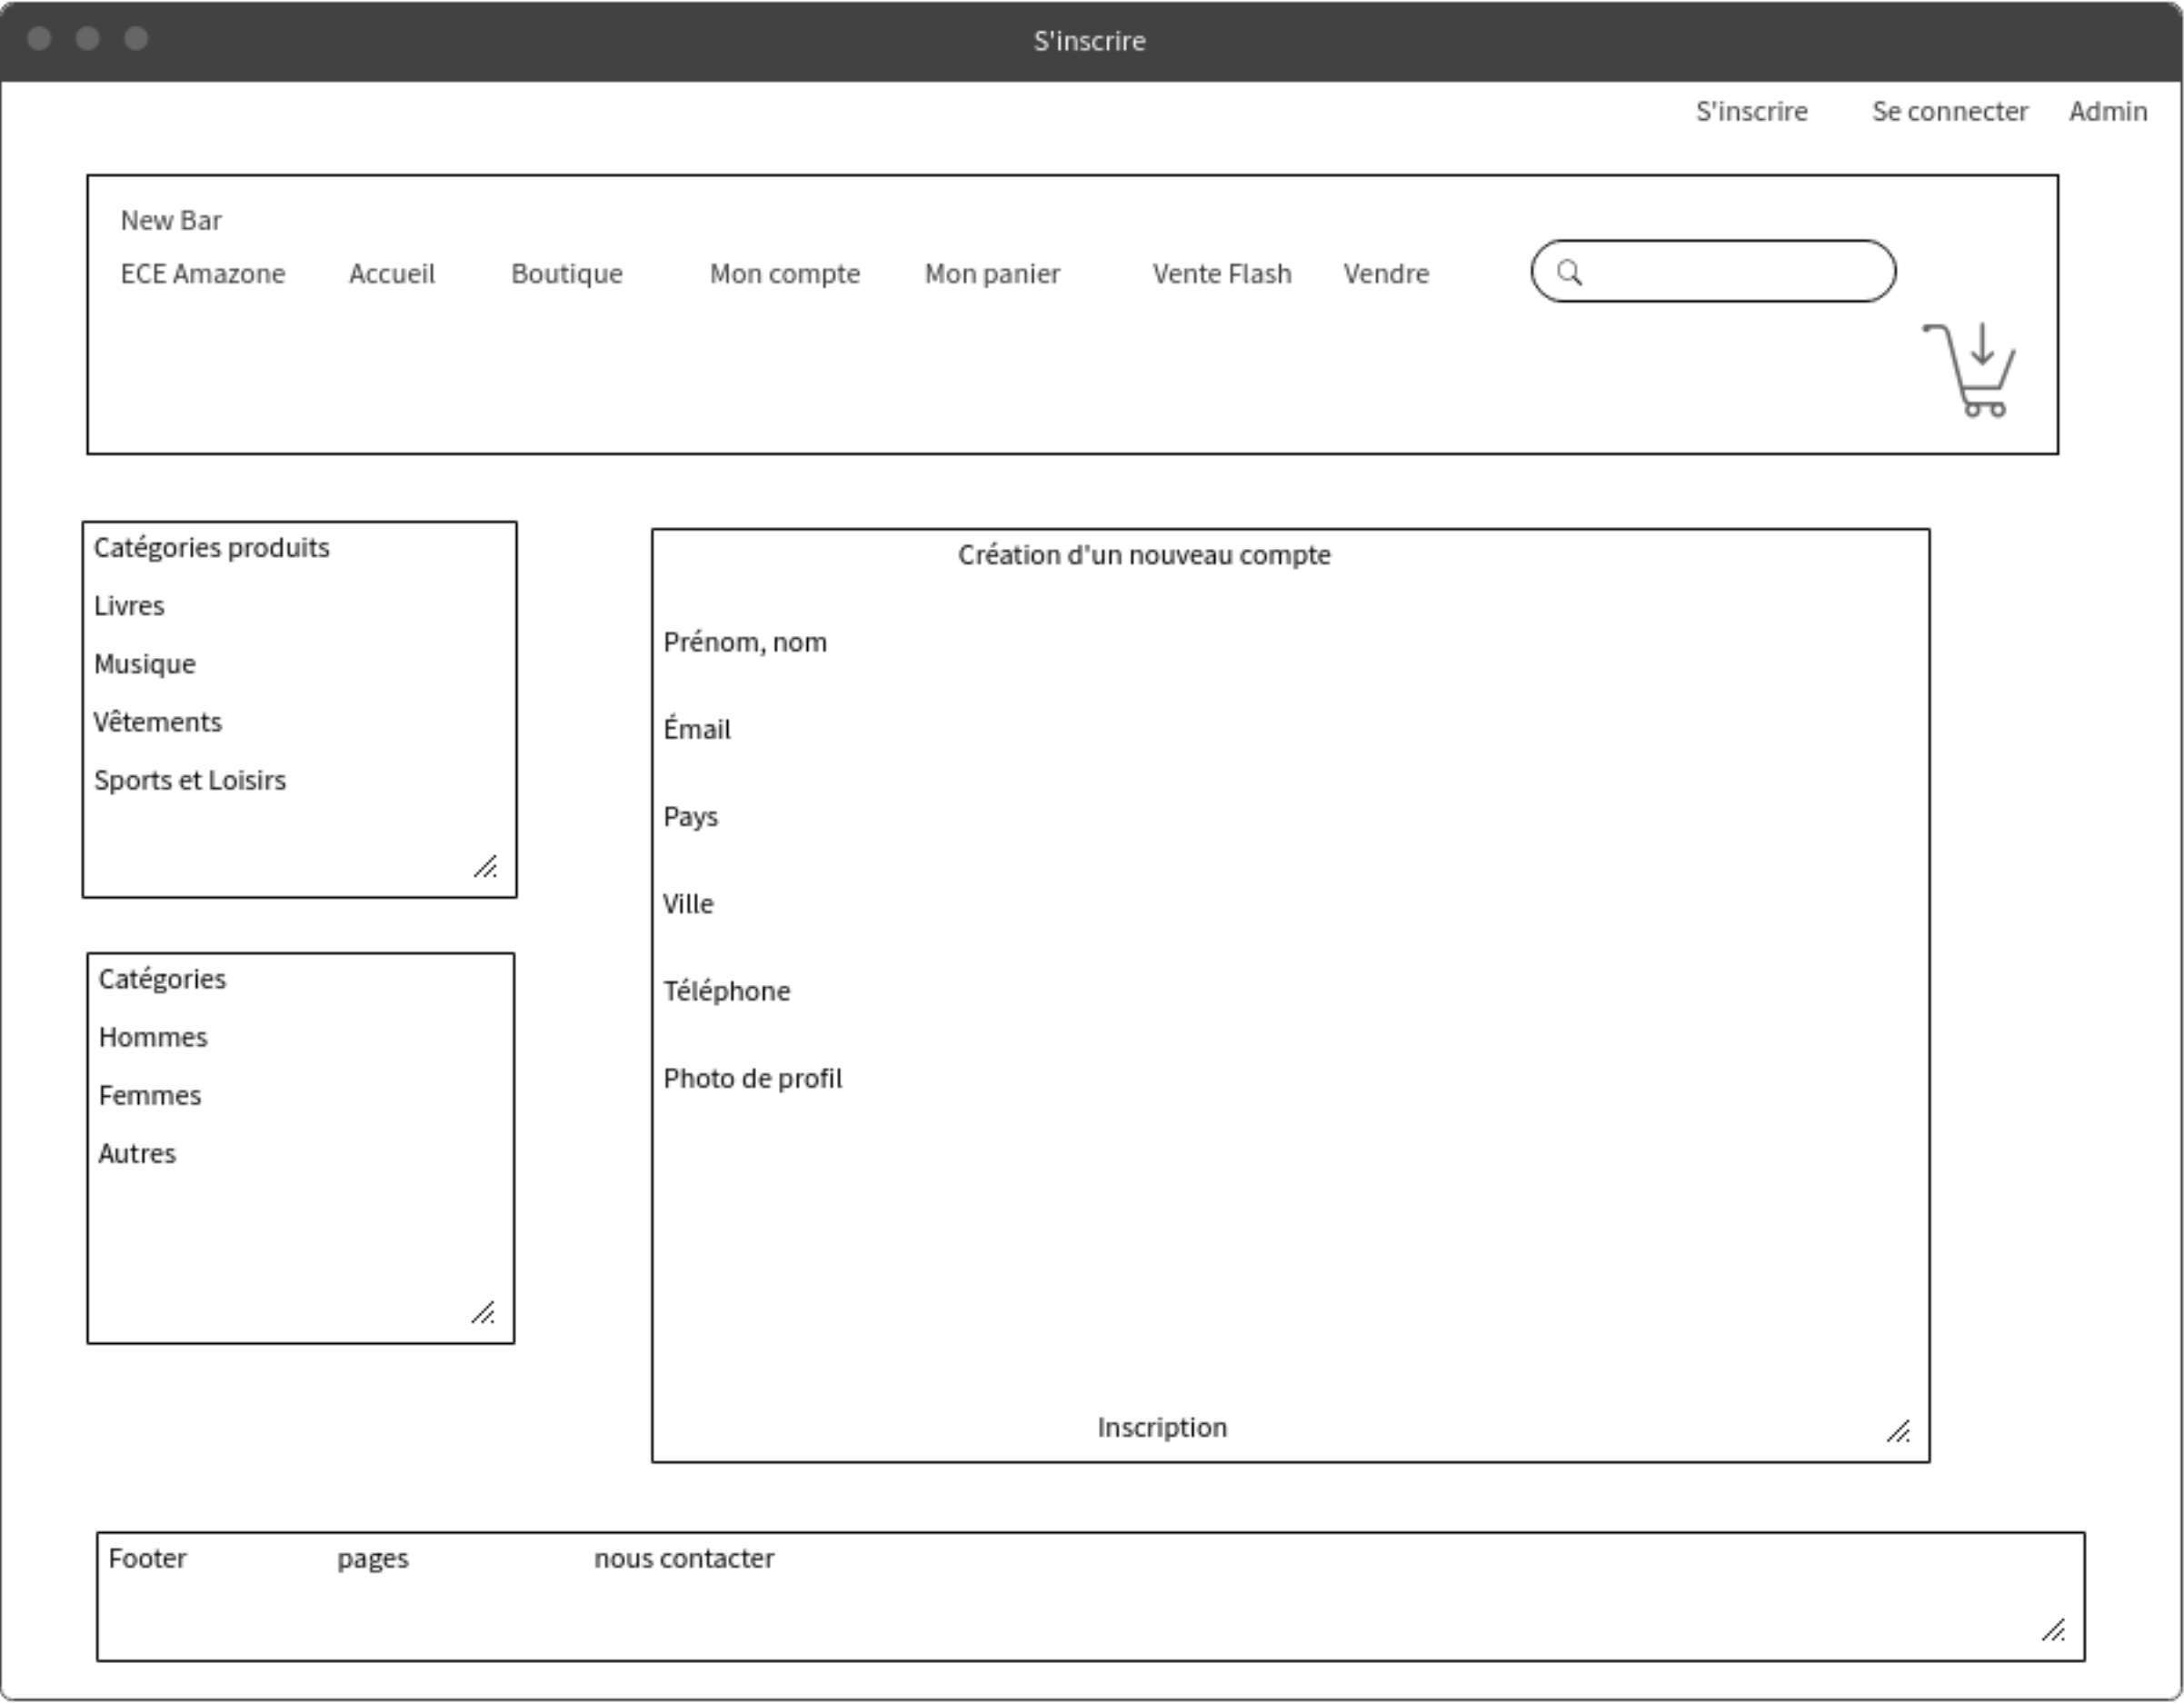 S'inscrire
S'inscrire Se connecter Admin
New Bar
ECE Amazone Accueil Boutique Mon compte Mon panier Vente Flash Vendre
Catégories produits
Livres
Musique
Vêtements
Sports et Loisirs
Catégories
Hommes
Femmes
Autres
Création d'un nouveau compte
Prénom, nom
Émail
Pays
Ville
Téléphone
Photo de profil
Inscription
Footer pages nous contacter